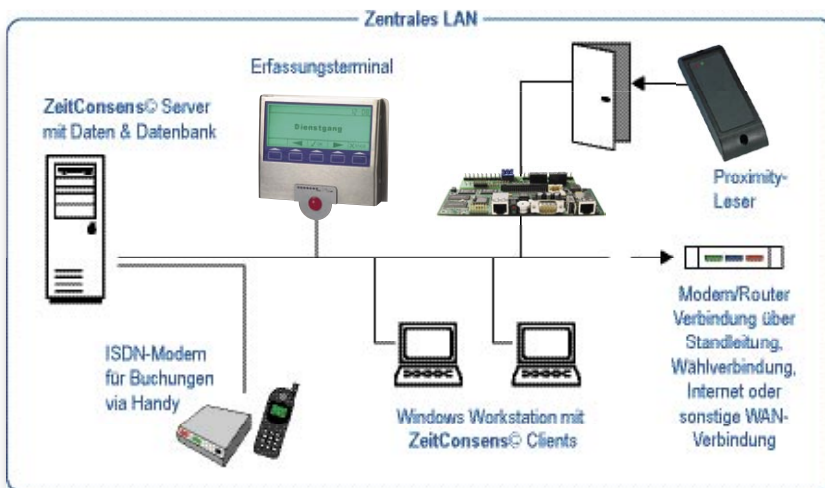 Zentrales LAN
Erfassungsterminal
ZeitConsens© Server
mit Daten & Datenbank
Dienstgang
Proximity-
Leser
Modem/Router
Verbindung über
Standleitung,
Wählverbindung,
Internet oder
sonstige WAN-
Verbindung
ISDN-Modem
für Buchungen
via Handy
Windows Workstation mit
ZeitConsens© Clients